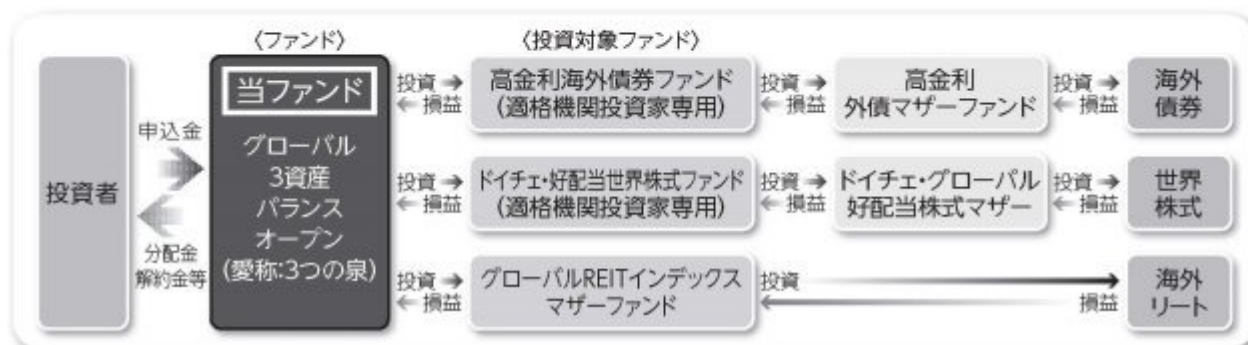 〈ファンド〉
〈投資対象ファンド〉
投資者
申込金
分配金
解約金等
当ファンド
グローバル
3資産
バランス
オープン
(愛称:3つの泉)
投資
損益
高金利海外債券ファンド
(適格機関投資家専用)
投資
損益
高金利
外債マザーファンド
投資
損益
海外
債券
投資
損益
ドイチェ・好配当世界株式ファンド
(適格機関投資家専用)
投資
損益
ドイチェ・グローバル
好配当株式マザー
投資
損益
世界
株式
投資
損益
グローバルREITインデックス
マザーファンド
投資
損益
海外
リート